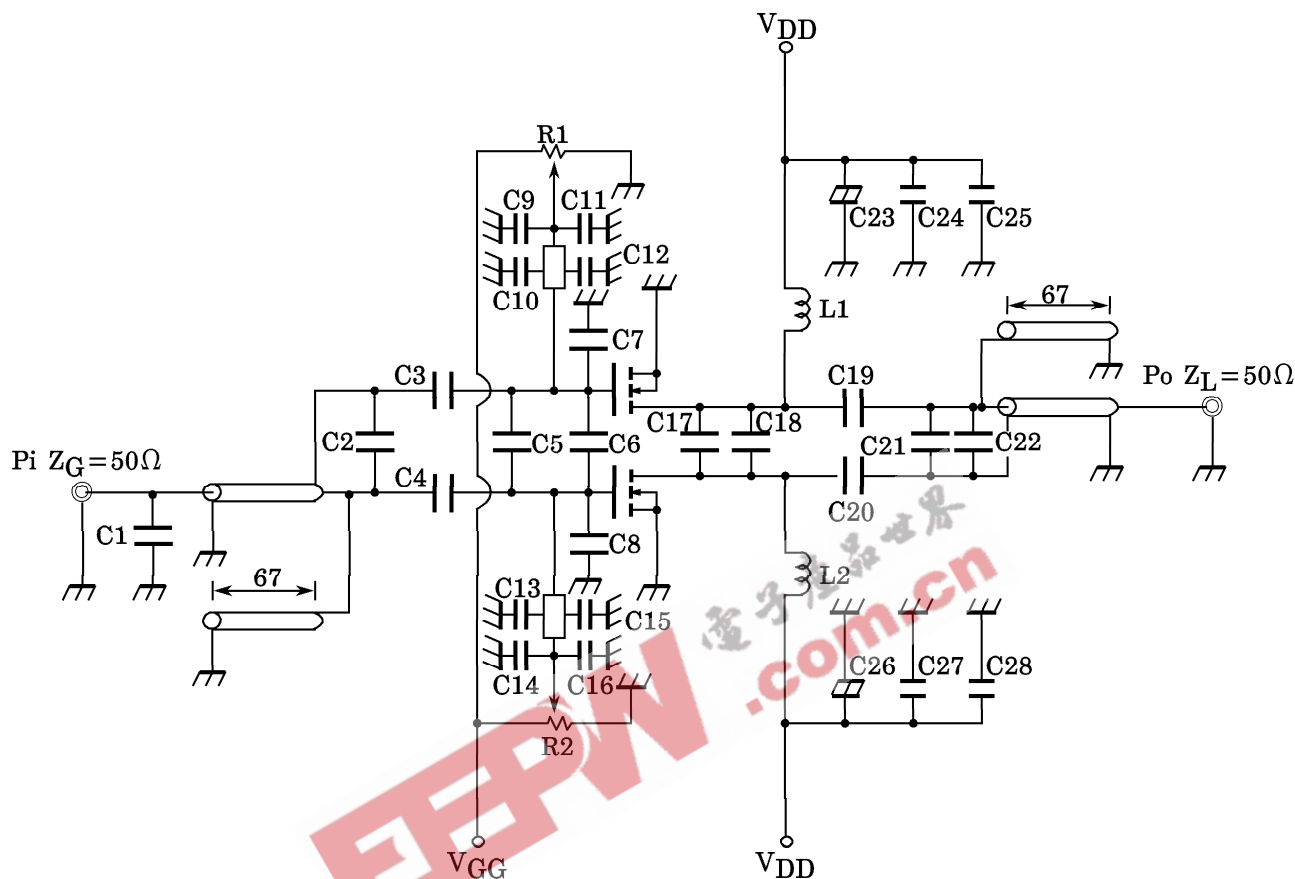 VDD
R1
C9
C11
C10
C12
C23
C24
C25
67
L1
C7
C3
C19
Po ZL=50Ω
C17
C18
C2
C5
C6
C21
C22
Pi ZG=50Ω
C4
C20
C1
C8
67
C13
C15
L2
電子產品世界
.com.cn
C14
C16
C26
C27
C28
R2
EEPW
VGG
VDD